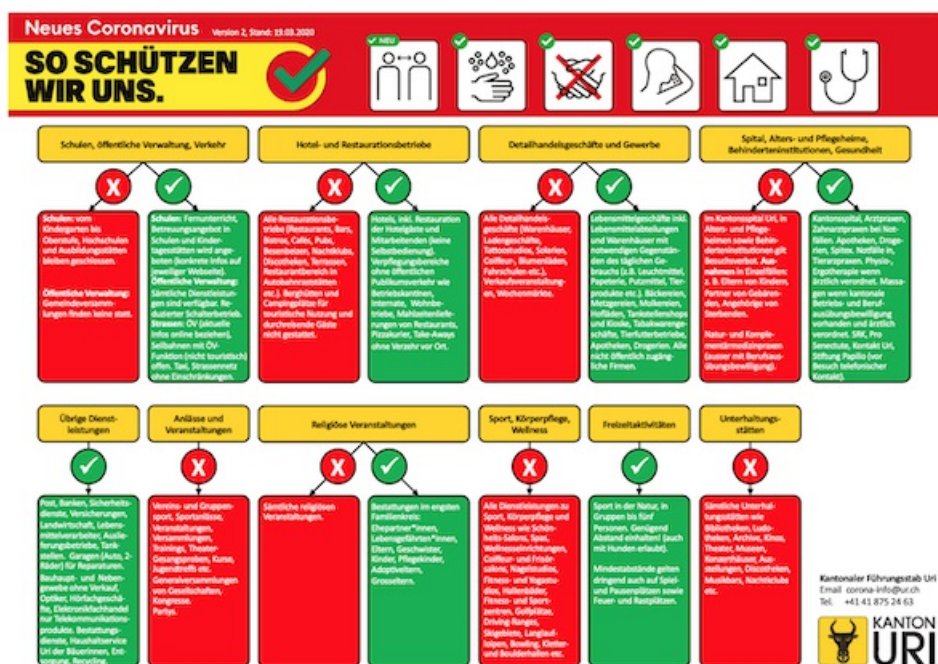 Neues Coronavirus Version 2, Stand: 19.03.2020
SO SCHÜTZEN
WIR UNS.
NEU
Schulen, öffentliche Verwaltung, Verkehr
Hotel- und Restaurationsbetriebe
Detailhandelsgeschäfte und Gewerbe
Spital, Alters- und Pflegeheime,
Behinderteninstitutionen, Gesundheit
X
X
X
X
Schulen: vom
Kindergarten bis
Oberstufe, Hochschulen
und Ausbildungsstätten
bleiben geschlossen.
Öffentliche Verwaltung:
Gemeindeversamm-
lungen finden keine statt.
Schulen: Fernunterricht,
Betreuungsangebot in
Schulen und Kinder-
tagesstätten wird ange-
boten (konkrete Infos auf
jeweiliger Webseite).
Öffentliche Verwaltung:
Sämtliche Dienstleistun-
gen sind verfügbar. Re-
duzierter Schalterbetrieb.
Strassen: ÖV (aktuelle
Infos online beziehen),
Seilbahnen mit ÖV-
Funktion (nicht touristisch)
offen. Taxi, Strassennetz
ohne Einschränkungen.
Alle Restaurationsbe-
triebe (Restaurants, Bars,
Bistros, Cafés, Pubs,
Besenbeizen, Nachtklubs,
Discotheken, Terrassen,
Restaurantbereich in
Autobahnraststätten
etc.). Berghütten und
Campingplätze für
touristische Nutzung und
durchreisende Gäste
nicht gestattet.
Hotels, inkl. Restauration
der Hotelgäste und
Mitarbeitenden (keine
Selbstbedienung).
Verpflegungsbereiche
ohne öffentlichen
Publikumsverkehr wie
Betriebskantinen,
Internate, Wohnbe-
triebe, Mahlzeitenliefe-
rungen von Restaurants,
Pizzakurier, Take-Aways
ohne Verzehr vor Ort.
Alle Detailhandels-
geschäfte (Warenhäuser,
Ladengeschäfte,
Tattoostudios, Solarien,
Coiffeur, Blumenläden,
Fahrschulen etc.),
Verkaufsveranstaltun-
gen, Wochenmärkte.
Lebensmittelgeschäfte inkl.
Lebensmittelabteilungen
und Warenhäuser mit
notwendigen Gegenstän-
den des täglichen Ge-
brauchs (z.B. Leuchtmittel,
Papeterie, Putzmittel, Tier-
produkte etc.). Bäckereien,
Metzgereien, Molkereien,
Hofläden, Tankstellenshops
und Kioske, Tabakwarenge-
schäfte, Tierfutterbetriebe,
Apotheken, Drogerien. Alle
nicht öffentlich zugäng-
liche Firmen.
Im Kantonsspital Uri, in
Alters- und Pflege-
heimen sowie Behin-
derteninstitutionen gilt
Besuchsverbot. Aus-
nahmen in Einzelfällen:
z. B. Eltern von Kindern,
Partner von Gebären-
den, Angehörige von
Sterbenden.
Natur- und Komple-
mentärmedizinpraxen
(ausser mit Berufsaus-
übungsbewilligung).
Kantonsspital, Arztpraxen,
Zahnarztpraxen bei Not-
fällen, Apotheken, Droge-
rien, Spitex. Notfälle in
Tierarzpraxen. Physio-,
Ergotherapie wenn
ärztlich verordnet. Massa-
gen wenn kantonale
Betriebs- und Beruf-
ausübungsbewilligung
vorhanden und ärztlich
verordnet. SRK, Pro
Senectute, Kontakt Uri,
Stiftung Papilio (vor
Besuch telefonischer
Kontakt).
Übrige Dienst-
leistungen
Anlässe und
Veranstaltungen
Religiöse Veranstaltungen
Sport, Körperpflege,
Wellness
Freizeitaktivitäten
Unterhaltungs-
stätten
X
X
X
X
Post, Banken, Sicherheits-
dienste, Versicherungen,
Landwirtschaft, Lebens-
mittelverarbeiter, Auslie-
ferungsbetriebe, Tank-
stellen. Garagen (Auto, 2-
Räder) für Reparaturen.
Bauhaupt- und Neben-
gewerbe ohne Verkauf,
Optiker, Hörfachgeschä-
fte, Elektronikfachhandel
nur Telekommunikations-
produkte. Bestattungs-
dienste, Haushaltservice
Uri der Bäuerinnen, Ent-
sorgung, Recycling.
Vereins- und Gruppen-
sport, Sportanlässe,
Veranstaltungen,
Versammlungen,
Trainings, Theater-
Gesangsproben, Kurse,
Jugendtreffs etc.
Generalversammlungen
von Gesellschaften,
Kongresse.
Partys.
Sämtliche religiösen
Veranstaltungen.
Bestattungen im engsten
Familienkreis:
Ehepartner*innen,
Lebensgefährten*innen,
Eltern, Geschwister,
Kinder, Pflegekinder,
Adoptiveltern,
Grosseltern.
Alle Dienstleistungen zu
Sport, Körperpflege und
Wellness wie Schön-
heits-Salons, Spas,
Wellnesseinrichtungen,
Coiffeur- und Frisör-
salons, Nagelstudios,
Fitness- und Yogastu-
dios, Hallenbäder,
Fitness- und Sport-
zentren, Golfplätze,
Driving-Ranges,
Skigebiete, Langlauf-
loipen, Bowling, Kletter-
und Boulderhallen etc.
Sport in der Natur, in
Gruppen bis fünf
Personen. Genügend
Abstand einhalten! (auch
mit Hunden erlaubt).
Mindestabstände gelten
dringend auch auf Spiel-
und Pausenplätzen sowie
Feuer- und Rastplätzen.
Sämtliche Unterhal-
tungsstätten wie
Bibliotheken, Ludo-
theken, Archive, Kinos,
Theater, Museen,
Konzerthäuser, Aus-
stellungen, Discotheken,
Musikbars, Nachtklubs
etc.
Kantonaler Führungsstab Uri
Email corona-info@ur.ch
Tel. +41 41 875 24 63
KANTON
URI